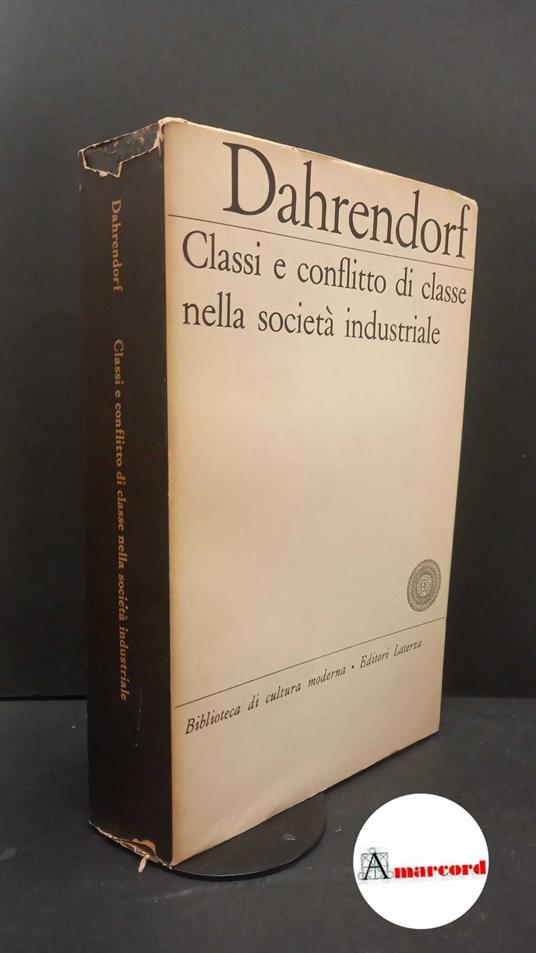 Dahrendorf
Classi e conflitto di classe
nella società industriale
Biblioteca di cultura moderna • Editori Laterza
Dahrendorf Classi e conflitto di classe nella società industriale
Amarcord